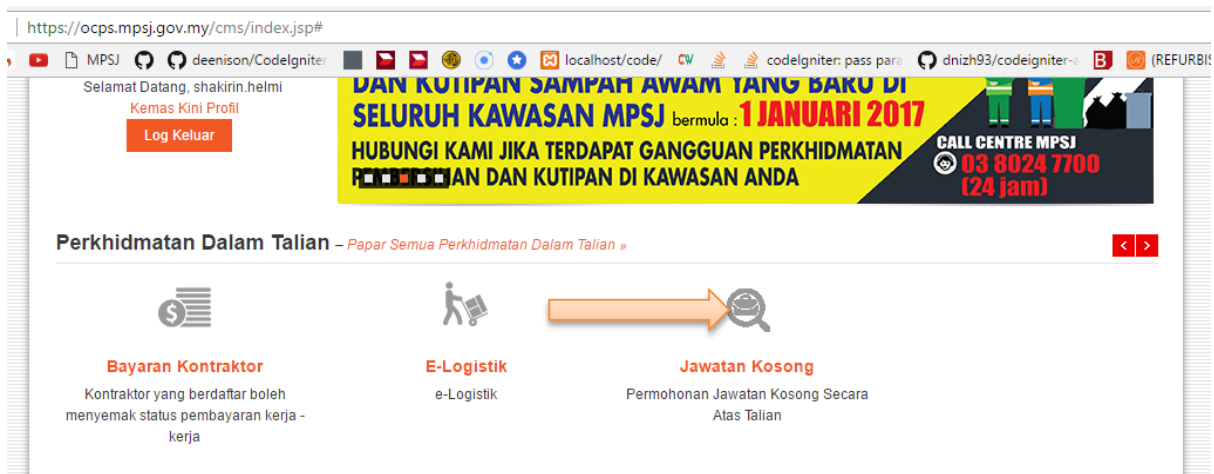 https://ocps.mpsj.gov.my/cms/index.jsp#
MPSJ deenison/CodeIgniter localhost/code/ CW codeIgniter: pass para dnizh93/codeigniter-a B (REFURBIS
Selamat Datang, shakirin.helmi
Kemas Kini Profil
Log Keluar
DAN KUTIPAN SAMPAH AWAM YANG BARU DI
SELURUH KAWASAN MPSJ bermula : 1 JANUARI 2017
HUBUNGI KAMI JIKA TERDAPAT GANGGUAN PERKHIDMATAN
PEMBERSIHAN DAN KUTIPAN DI KAWASAN ANDA
CALL CENTRE MPSJ
03 8024 7700
(24 jam)
Perkhidmatan Dalam Talian – Papar Semua Perkhidmatan Dalam Talian »
Bayaran Kontraktor
Kontraktor yang berdaftar boleh
menyemak status pembayaran kerja -
kerja
E-Logistik
e-Logistik
Jawatan Kosong
Permohonan Jawatan Kosong Secara
Atas Talian